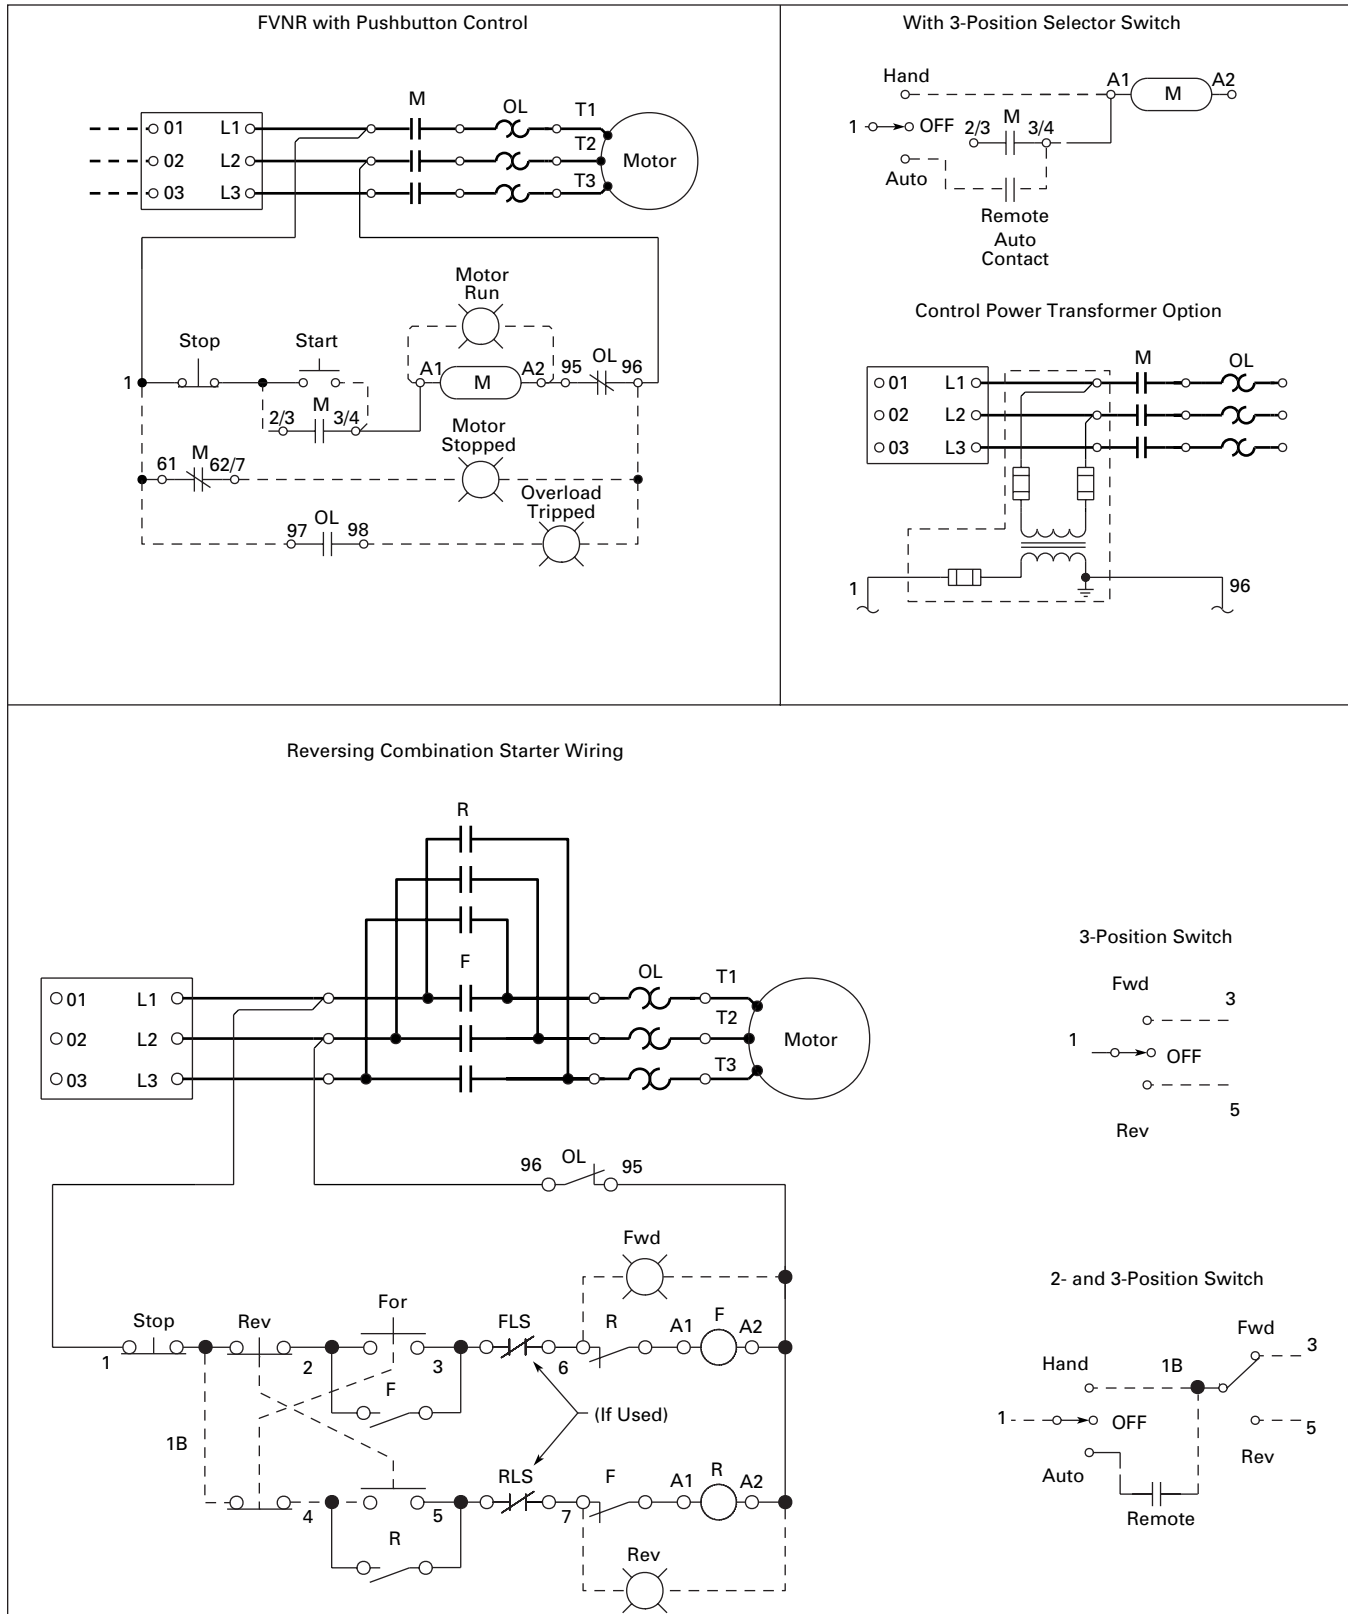 FVNR with Pushbutton Control
M
OL
T1
01
L1
T2
02
L2
Motor
T3
03
L3
Motor
Run
Stop
Start
OL
A1
A2
95
96
1
M
M
2/3
3/4
Motor
Stopped
M
61
62/7
Overload
Tripped
OL
97
98
With 3-Position Selector Switch
Hand
A1
A2
M
M
1
OFF
2/3
3/4
Auto
Remote
Auto
Contact
Control Power Transformer Option
M
OL
01
L1
02
L2
03
L3
1
96
Reversing Combination Starter Wiring
R
F
OL
T1
01
L1
T2
02
L2
Motor
T3
03
L3
OL
96
95
Fwd
For
Stop
Rev
FLS
R
F
A1
A2
1
2
3
6
F
(If Used)
1B
RLS
F
R
A1
A2
4
5
7
R
Rev
3-Position Switch
Fwd
3
1
OFF
5
Rev
2- and 3-Position Switch
Fwd
3
Hand
1B
1
OFF
5
Rev
Auto
Remote